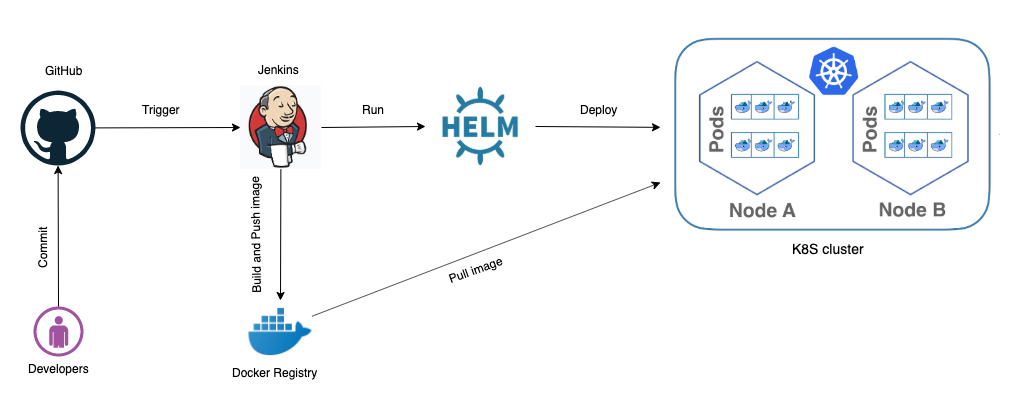 GitHub
Jenkins
Trigger
Run
HELM
Deploy
Pods
Pods
Node A
Node B
K8S cluster
Commit
Build and Push image
Pull image
Developers
Docker Registry